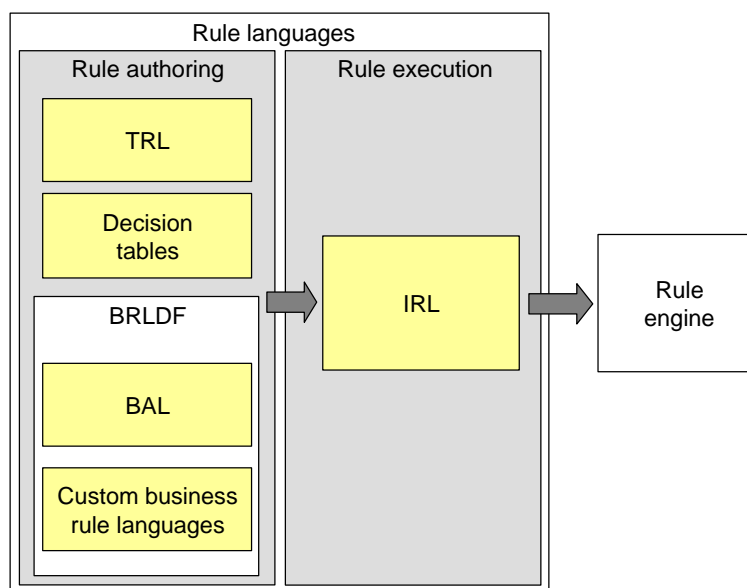 Rule languages
Rule authoring
TRL
Decision
tables
BRLDF
BAL
Custom business
rule languages
Rule execution
IRL
Rule
engine